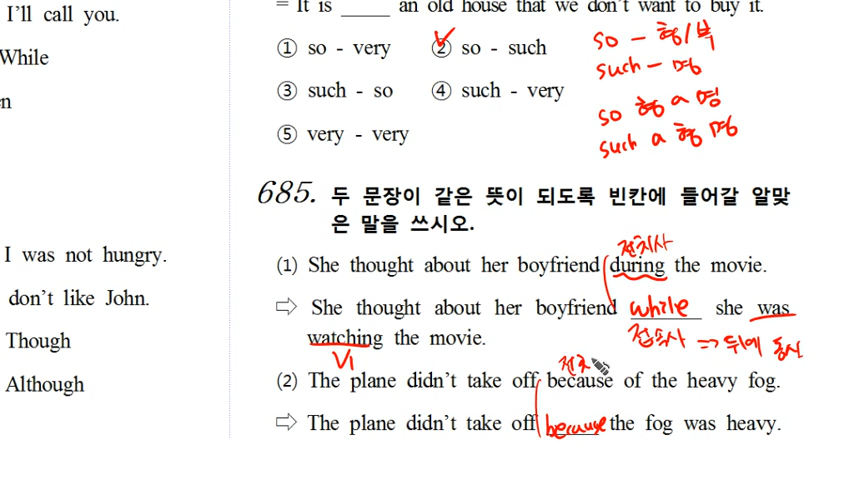 I'll call you.
While
en
I was not hungry.
don't like John.
Though
Although
= It is _____ an old house that we don't want to buy it.
① so - very ② so - such
③ such - so ④ such - very
⑤ very - very
so - 형/부
such - 명
so 형 a 명
such a 형 명
685. 두 문장이 같은 뜻이 되도록 빈칸에 들어갈 알맞
은 말을 쓰시오.
전치사
(1) She thought about her boyfriend during the movie.
⇨ She thought about her boyfriend while she was
watching the movie.
접속사 => 뒤에 동사
V1
전치
(2) The plane didn't take off because of the heavy fog.
⇨ The plane didn't take off because the fog was heavy.